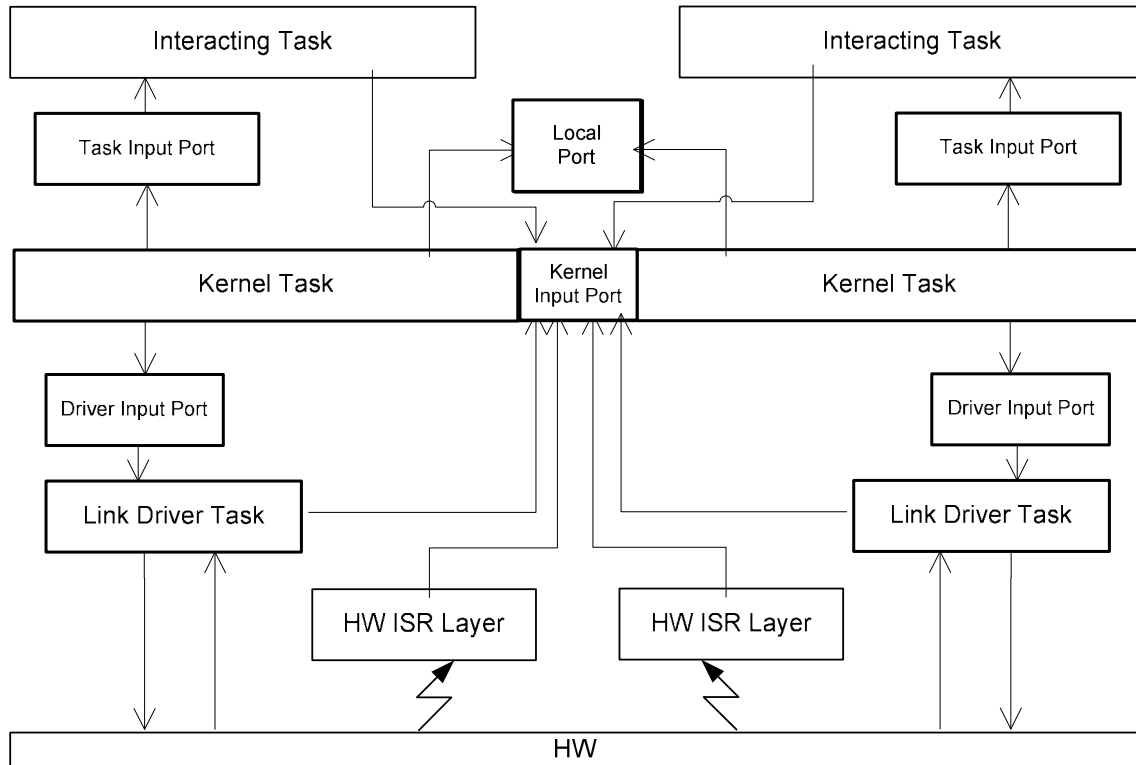 Interacting Task
Interacting Task
Task Input Port
Local
Port
Task Input Port
Kernel Task
Kernel
Input Port
Kernel Task
Driver Input Port
Driver Input Port
Link Driver Task
Link Driver Task
HW ISR Layer
HW ISR Layer
HW